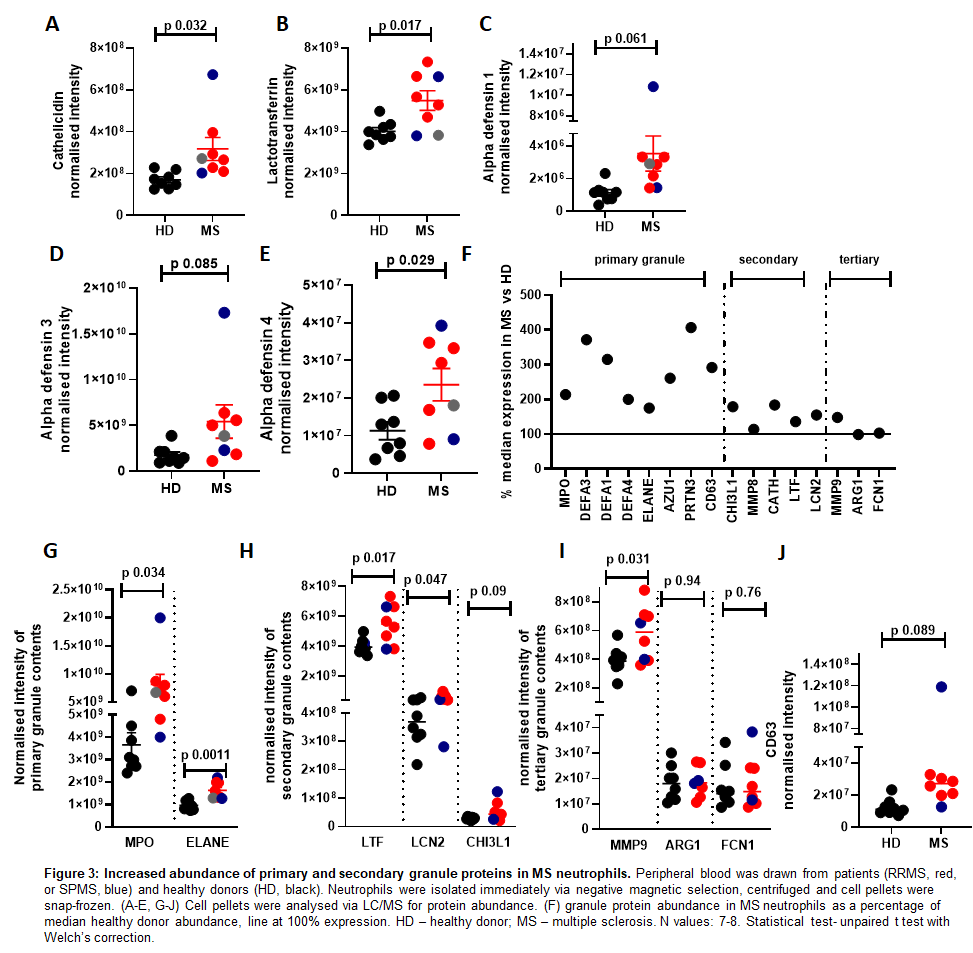 A
p 0.032
Cathelicidin
normalised intensity
8×10⁸
6×10⁸
4×10⁸
2×10⁸
0
HD
MS
B
p 0.017
Lactotransferrin
normalised intensity
8×10⁹
6×10⁹
4×10⁹
2×10⁹
0
HD
MS
C
p 0.061
Alpha defensin 1
normalised intensity
1.4×10⁷
1.2×10⁷
1×10⁷
8×10⁶
6×10⁶
4×10⁶
2×10⁶
0
HD
MS
D
p 0.085
Alpha defensin 3
normalised intensity
2×10¹⁰
1.5×10¹⁰
1×10¹⁰
5×10⁹
0
HD
MS
E
p 0.029
Alpha defensin 4
normalised intensity
5×10⁷
4×10⁷
3×10⁷
2×10⁷
1×10⁷
0
HD
MS
F
primary granule
secondary
tertiary
% median expression in MS vs HD
500
400
300
200
100
0
MPO
DEFA3
DEFA1
DEFA4
ELANE
AZU1
PRTN3
CD63
CHI3L1
MMP8
CATH
LTF
LCN2
MMP9
ARG1
FCN1
G
p 0.034
p 0.0011
Normalised intensity of
primary granule contents
2.5×10¹⁰
2×10¹⁰
1×10¹⁰
1×10¹⁰
5×10⁹
5×10⁹
4×10⁹
3×10⁹
2×10⁹
1×10⁹
0
MPO
ELANE
H
p 0.017
p 0.047
p 0.09
normalised intensity of
secondary granule contents
8×10⁹
6×10⁹
4×10⁹
2×10⁹
6×10⁸
4×10⁸
2×10⁸
0
LTF
LCN2
CHI3L1
I
p 0.031
p 0.94
p 0.76
normalised intensity of
tertiary granule contents
8×10⁸
6×10⁸
4×10⁸
2×10⁸
3×10⁷
2×10⁷
1×10⁷
0
MMP9
ARG1
FCN1
J
p 0.089
CD63
normalised intensity
1.4×10⁸
1.2×10⁸
1×10⁸
8×10⁷
6×10⁷
4×10⁷
2×10⁷
0
HD
MS
Figure 3: Increased abundance of primary and secondary granule proteins in MS neutrophils. Peripheral blood was drawn from patients (RRMS, red,
or SPMS, blue) and healthy donors (HD, black). Neutrophils were isolated immediately via negative magnetic selection, centrifuged and cell pellets were
snap-frozen. (A-E, G-J) Cell pellets were analysed via LC/MS for protein abundance. (F) granule protein abundance in MS neutrophils as a percentage of
median healthy donor abundance, line at 100% expression. HD – healthy donor; MS – multiple sclerosis. N values: 7-8. Statistical test- unpaired t test with
Welch's correction.